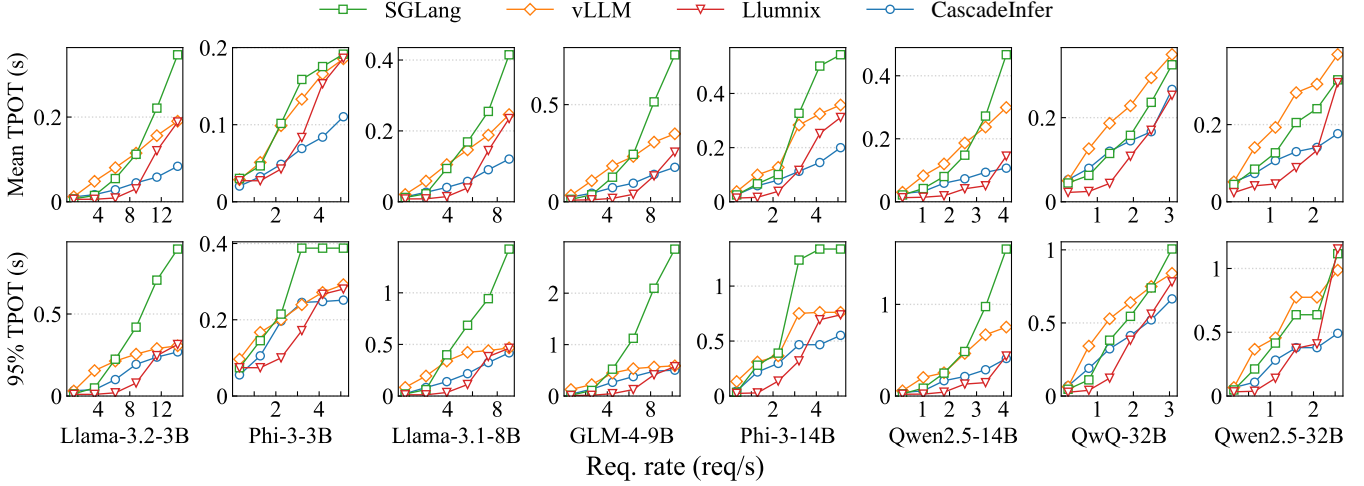 SGLang vLLM Llumnix CascadeInfer
Mean TPOT (s)
0 0.2 4 8 12
0.0 0.1 0.2 2 4
0 0.2 0.4 4 8
0 0.5 4 8
0 0.2 0.4 2 4
0 0.2 0.4 1 2 3 4
0 0.2 1 2 3
0 0.2 1 2
95% TPOT (s)
0 0.5 4 8 12
0 0.2 0.4 2 4
0 0.5 1 4 8
0 1 2 4 8
0 0.5 1 2 4
0 1 1 2 3 4
0 0.5 1 1 2 3
0 0.5 1 1 2
Llama-3.2-3B Phi-3-3B Llama-3.1-8B GLM-4-9B Phi-3-14B Qwen2.5-14B QwQ-32B Qwen2.5-32B
Req. rate (req/s)